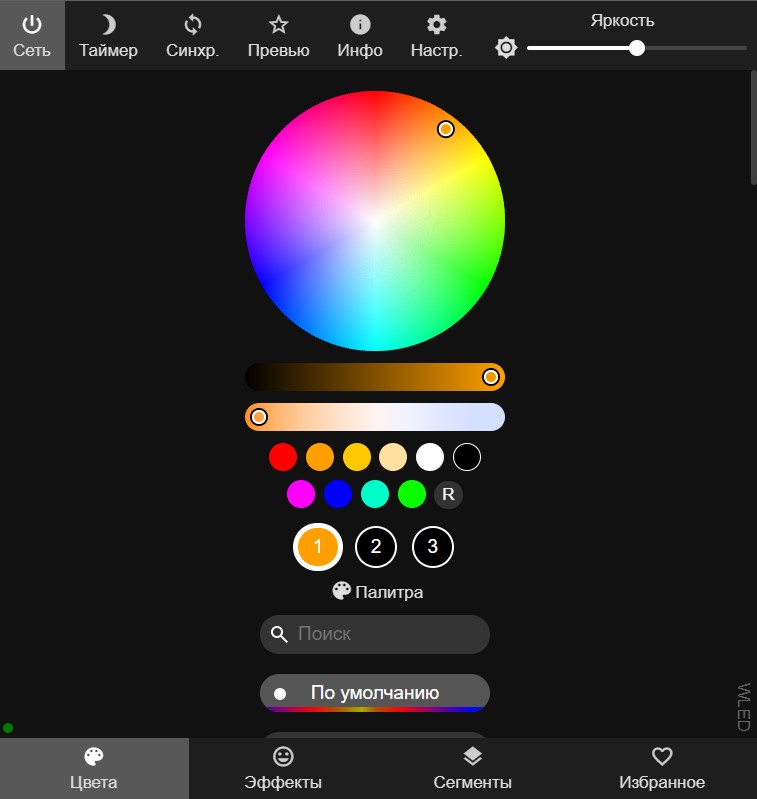 Яркость
Сеть Таймер Синхр. Превью Инфо Настр.
R
1 2 3
Палитра
Поиск
По умолчанию
WLED
Цвета Эффекты Сегменты Избранное